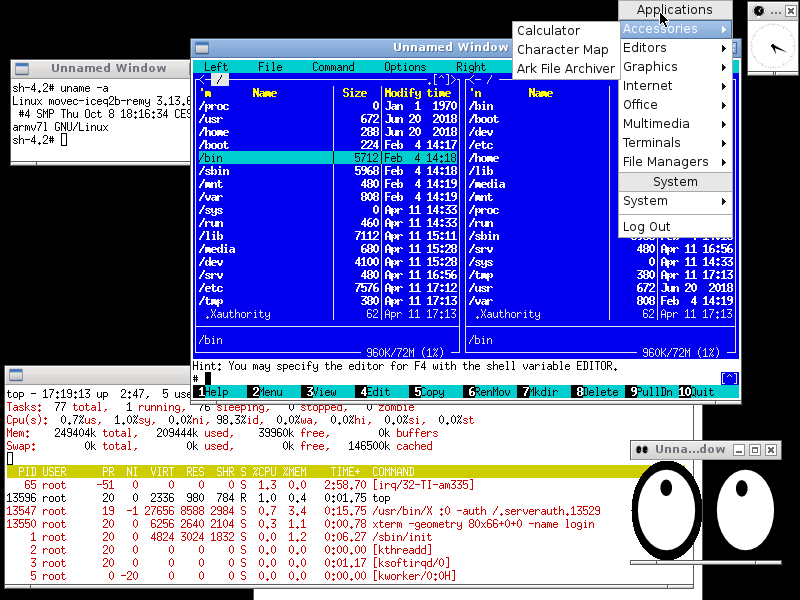 Applications
Accessories
Editors
Graphics
Internet
Office
Multimedia
Terminals
File Managers
System
System
Log Out
Calculator
Character Map
Ark File Archiver
...
Unnamed Window
sh-4.2# uname -a
Linux movec-iceq2b-remy 3.13.6
#4 SMP Thu Oct 8 18:16:34 CES
armv7l GNU/Linux
sh-4.2#
Unnamed Window
Left File Command Options Right
<- / .[^]>
'n Name Size Modify time
/proc 0 Jan 1 1970
/usr 672 Jun 20 2018
/home 288 Jun 20 2018
/boot 224 Feb 4 14:17
/bin 5712 Feb 4 14:18
/sbin 5968 Feb 4 14:18
/mnt 480 Feb 4 14:19
/var 808 Feb 4 14:19
/sys 0 Apr 11 14:33
/run 460 Apr 11 14:33
/lib 7112 Apr 11 15:11
/media 680 Apr 11 15:28
/dev 4100 Apr 11 15:28
/srv 480 Apr 11 16:56
/etc 7576 Apr 11 17:12
/tmp 380 Apr 11 17:13
.Xauthority 62 Apr 11 17:13
/bin
960K/72M (1%)
<- /
'n Name
/bin
/boot
/dev
/etc
/home
/lib
/media
/mnt
/proc
/run
/sbin
/srv 480 Apr 11 16:56
/sys 0 Apr 11 14:33
/tmp 380 Apr 11 17:13
/usr 672 Jun 20 2018
/var 808 Feb 4 14:19
.Xauthority 62 Apr 11 17:13
/bin
960K/72M (1%)
Hint: You may specify the editor for F4 with the shell variable EDITOR.
# [^]
1Help 2Menu 3View 4Edit 5Copy 6RenMov 7Mkdir 8Delete 9PullDn 10Quit
top - 17:19:13 up 2:47, 5 use
Tasks: 77 total, 1 running, 76 sleeping, 0 stopped, 0 zombie
Cpu(s): 0.7%us, 1.0%sy, 0.0%ni, 98.3%id, 0.0%wa, 0.0%hi, 0.0%si, 0.0%st
Mem: 249404k total, 209444k used, 39960k free, 0k buffers
Swap: 0k total, 0k used, 0k free, 146500k cached
PID USER PR NI VIRT RES SHR S %CPU %MEM TIME+ COMMAND
65 root -51 0 0 0 0 S 1.3 0.0 2:58.70 [irq/32-TI-am335]
13596 root 20 0 2336 980 784 R 1.0 0.4 0:01.75 top
13547 root 19 -1 27656 8588 2984 S 0.7 3.4 0:15.75 /usr/bin/X :0 -auth /.serverauth.13529
13550 root 20 0 6256 2640 2104 S 0.3 1.1 0:00.78 xterm -geometry 80x66+0+0 -name login
1 root 20 0 4824 3024 1832 S 0.0 1.2 0:06.27 /sbin/init
2 root 20 0 0 0 0 S 0.0 0.0 0:00.00 [kthreadd]
3 root 20 0 0 0 0 S 0.0 0.0 0:01.17 [ksoftirqd/0]
5 root 0 -20 0 0 0 S 0.0 0.0 0:00.00 [kworker/0:0H]
Unna...dow